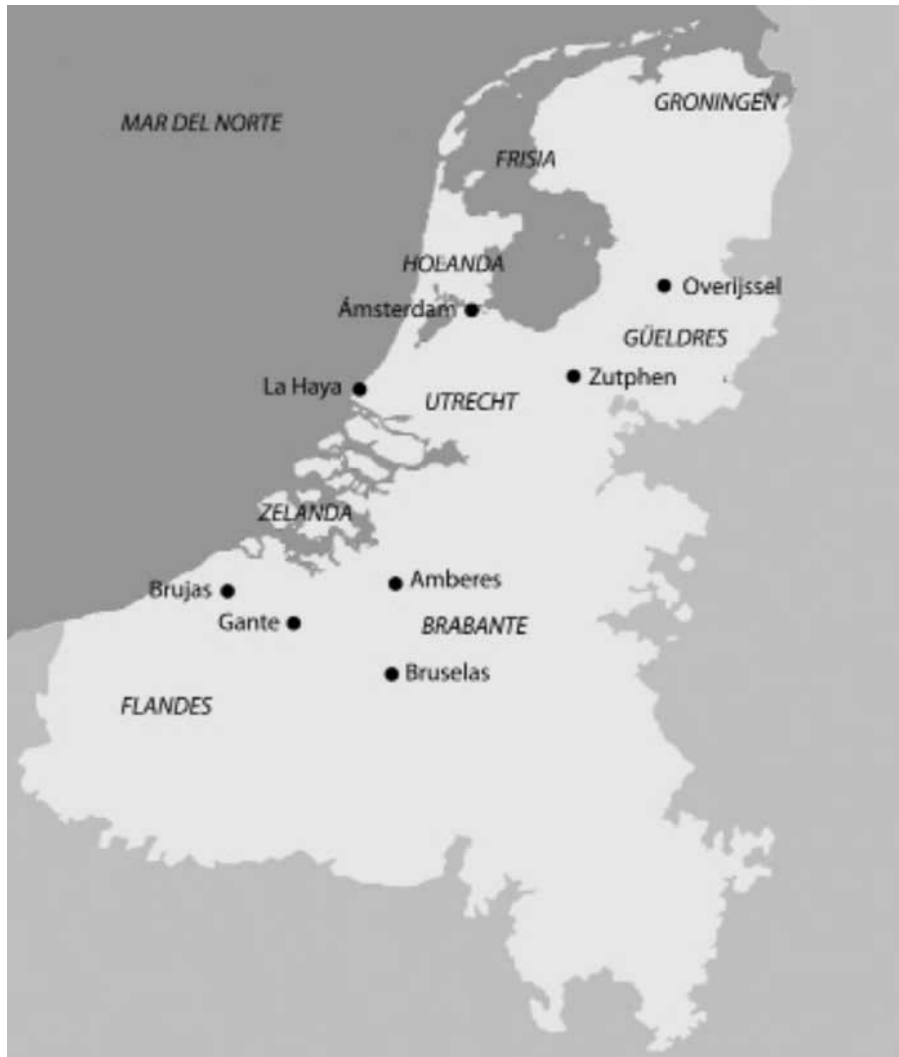 GRONINGEN
MAR DEL NORTE
FRISIA
HOLANDA
Overijssel
Ámsterdam
GÜELDRES
Zutphen
La Haya
UTRECHT
ZELANDA
Amberes
Brujas
Gante
BRABANTE
Bruselas
FLANDES